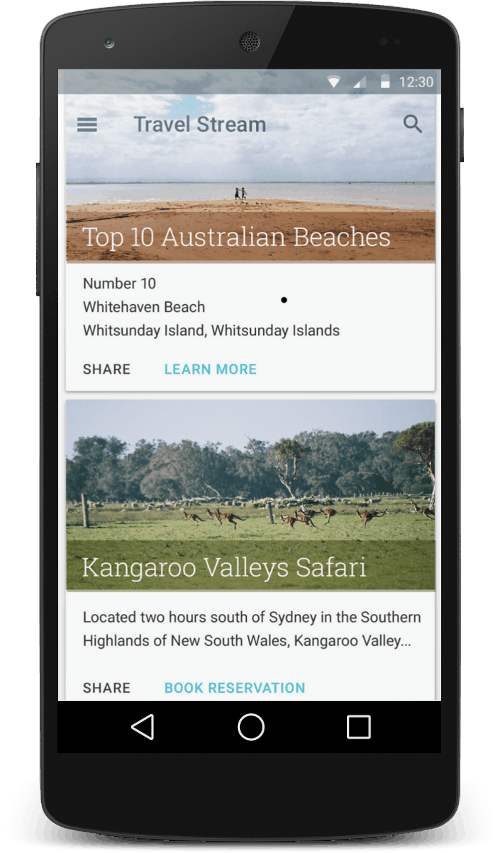 12:30
Travel Stream
Top 10 Australian Beaches
Number 10
Whitehaven Beach
Whitsunday Island, Whitsunday Islands
SHARE LEARN MORE
Kangaroo Valleys Safari
Located two hours south of Sydney in the Southern
Highlands of New South Wales, Kangaroo Valley...
SHARE BOOK RESERVATION